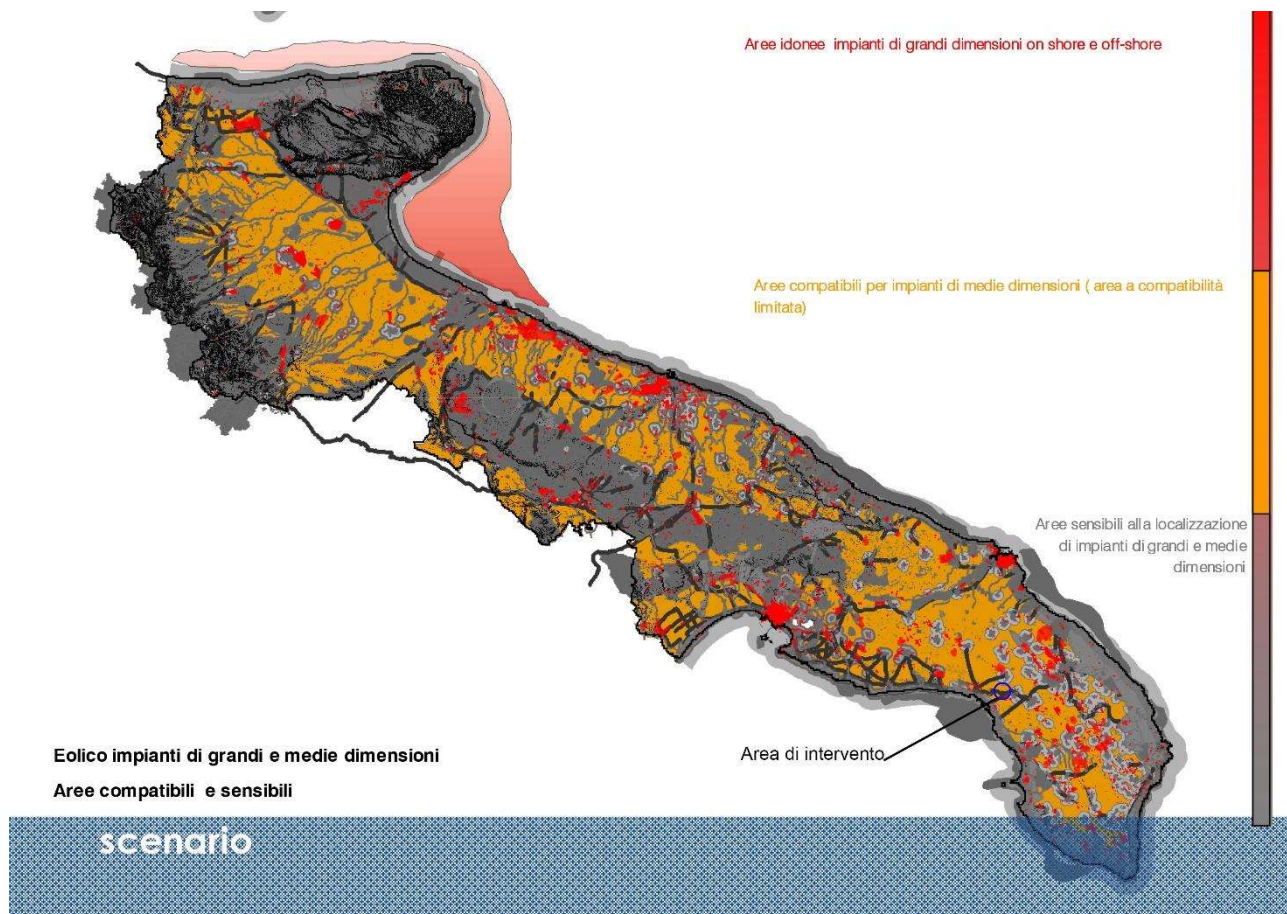 Aree idonee impianti di grandi dimensioni on shore e off-shore
Aree compatibili per impianti di medie dimensioni ( area a compatibilità
limitata)
Aree sensibili alla localizzazione
di impianti di grandi e medie
dimensioni
Area di intervento
Eolico impianti di grandi e medie dimensioni
Aree compatibili e sensibili
scenario